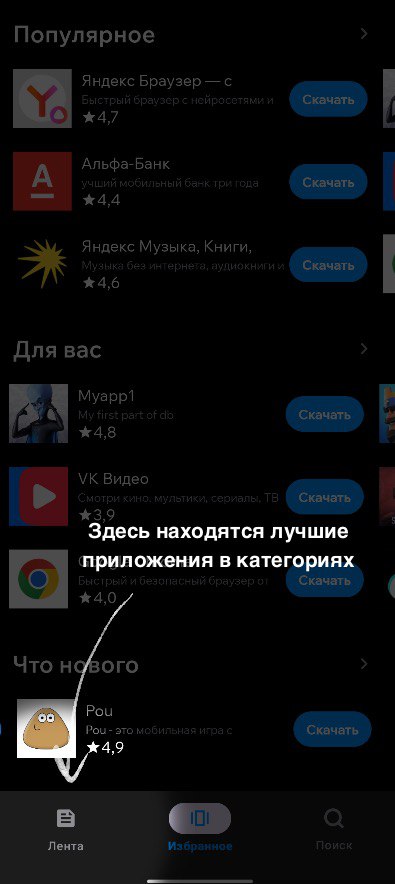 Популярное
Яндекс Браузер — с
Быстрый браузер с нейросетями и
★4,7
Скачать
Альфа-Банк
учший мобильный банк три года
★4,4
Скачать
Яндекс Музыка, Книги,
Музыка без интернета, аудиокниги и
★4,6
Скачать
Для вас
Myapp1
My first part of db
★4,8
Скачать
VK Видео
Смотри кино, мультики, сериалы, ТВ
★3,9
Скачать
Здесь находятся лучшие
приложения в категориях
Быстрый и безопасный браузер от
★4,0
Скачать
Что нового
Pou
Pou - это мобильная игра с
★4,9
Скачать
Лента
Избранное
Поиск